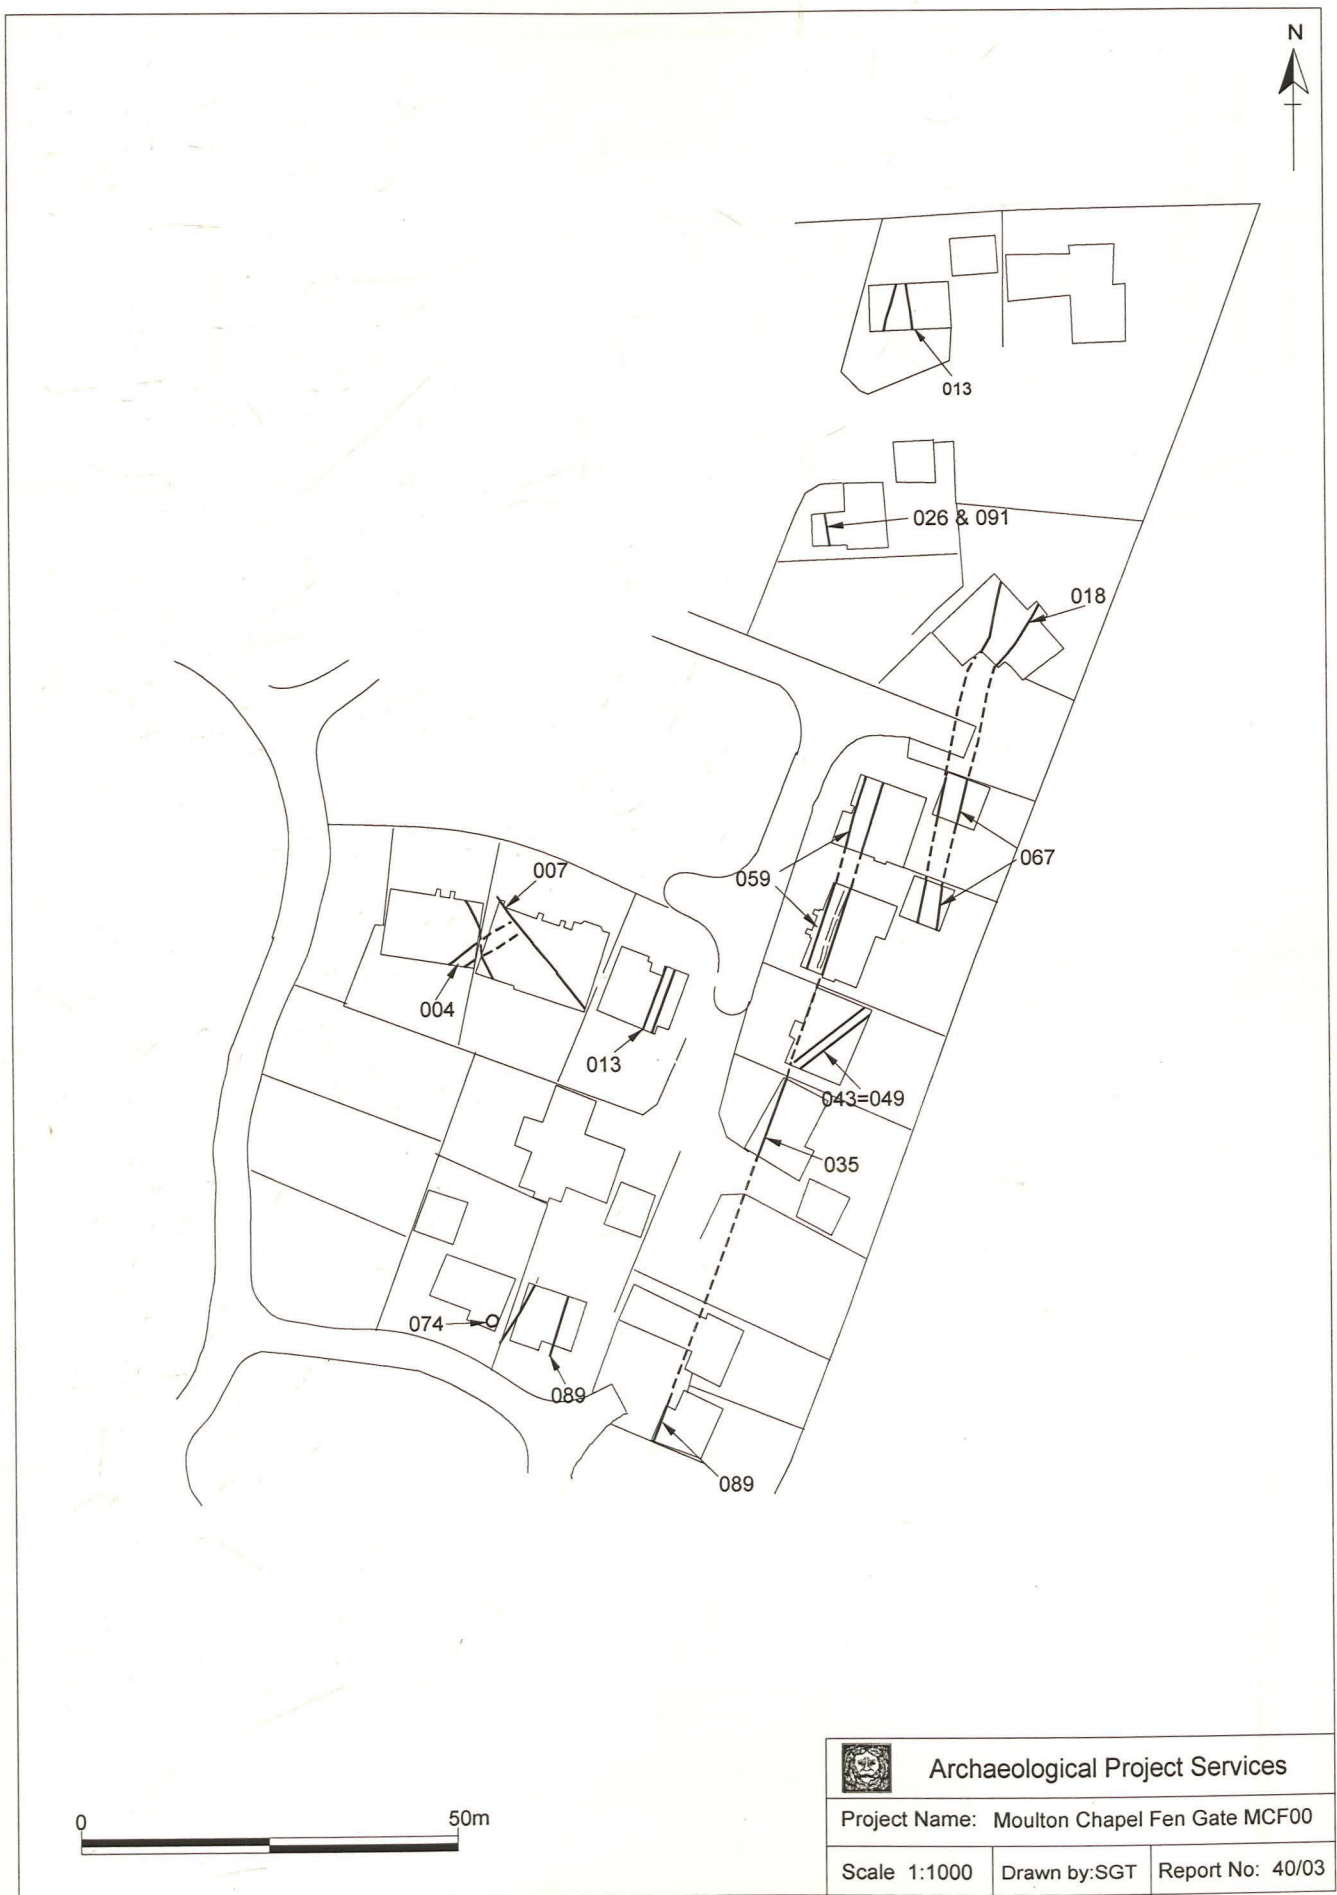 N
013
026 & 091
018
067
059
007
004
013
043=049
035
074
089
089
0 50m
Archaeological Project Services
Project Name: Moulton Chapel Fen Gate MCF00
Scale 1:1000 Drawn by:SGT Report No: 40/03